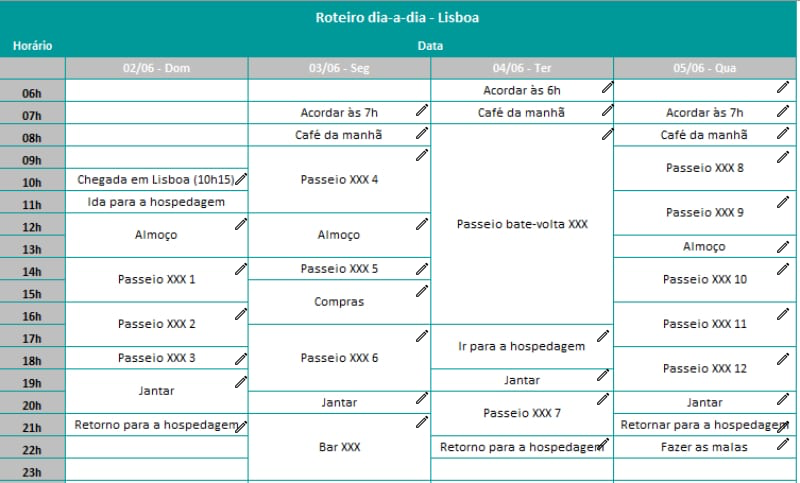 Roteiro dia-a-dia - Lisboa
Horário Data
02/06 - Dom 03/06 - Seg 04/06 - Ter 05/06 - Qua
06h Acordar às 6h
07h Acordar às 7h Café da manhã Acordar às 7h
08h Café da manhã Café da manhã
09h
Passeio XXX 8
10h Chegada em Lisboa (10h15) Passeio XXX 4
11h Ida para a hospedagem
Passeio XXX 9
12h
Almoço Almoço Passeio bate-volta XXX
13h Almoço
14h Passeio XXX 5
Passeio XXX 1 Passeio XXX 10
15h
Compras
16h
Passeio XXX 2 Passeio XXX 11
17h
Ir para a hospedagem
18h Passeio XXX 3 Passeio XXX 6
Passeio XXX 12
19h Jantar
Jantar
20h Jantar Jantar
Passeio XXX 7
21h Retorno para a hospedagem Retornar para a hospedagem
22h Bar XXX Retorno para a hospedagem Fazer as malas
23h